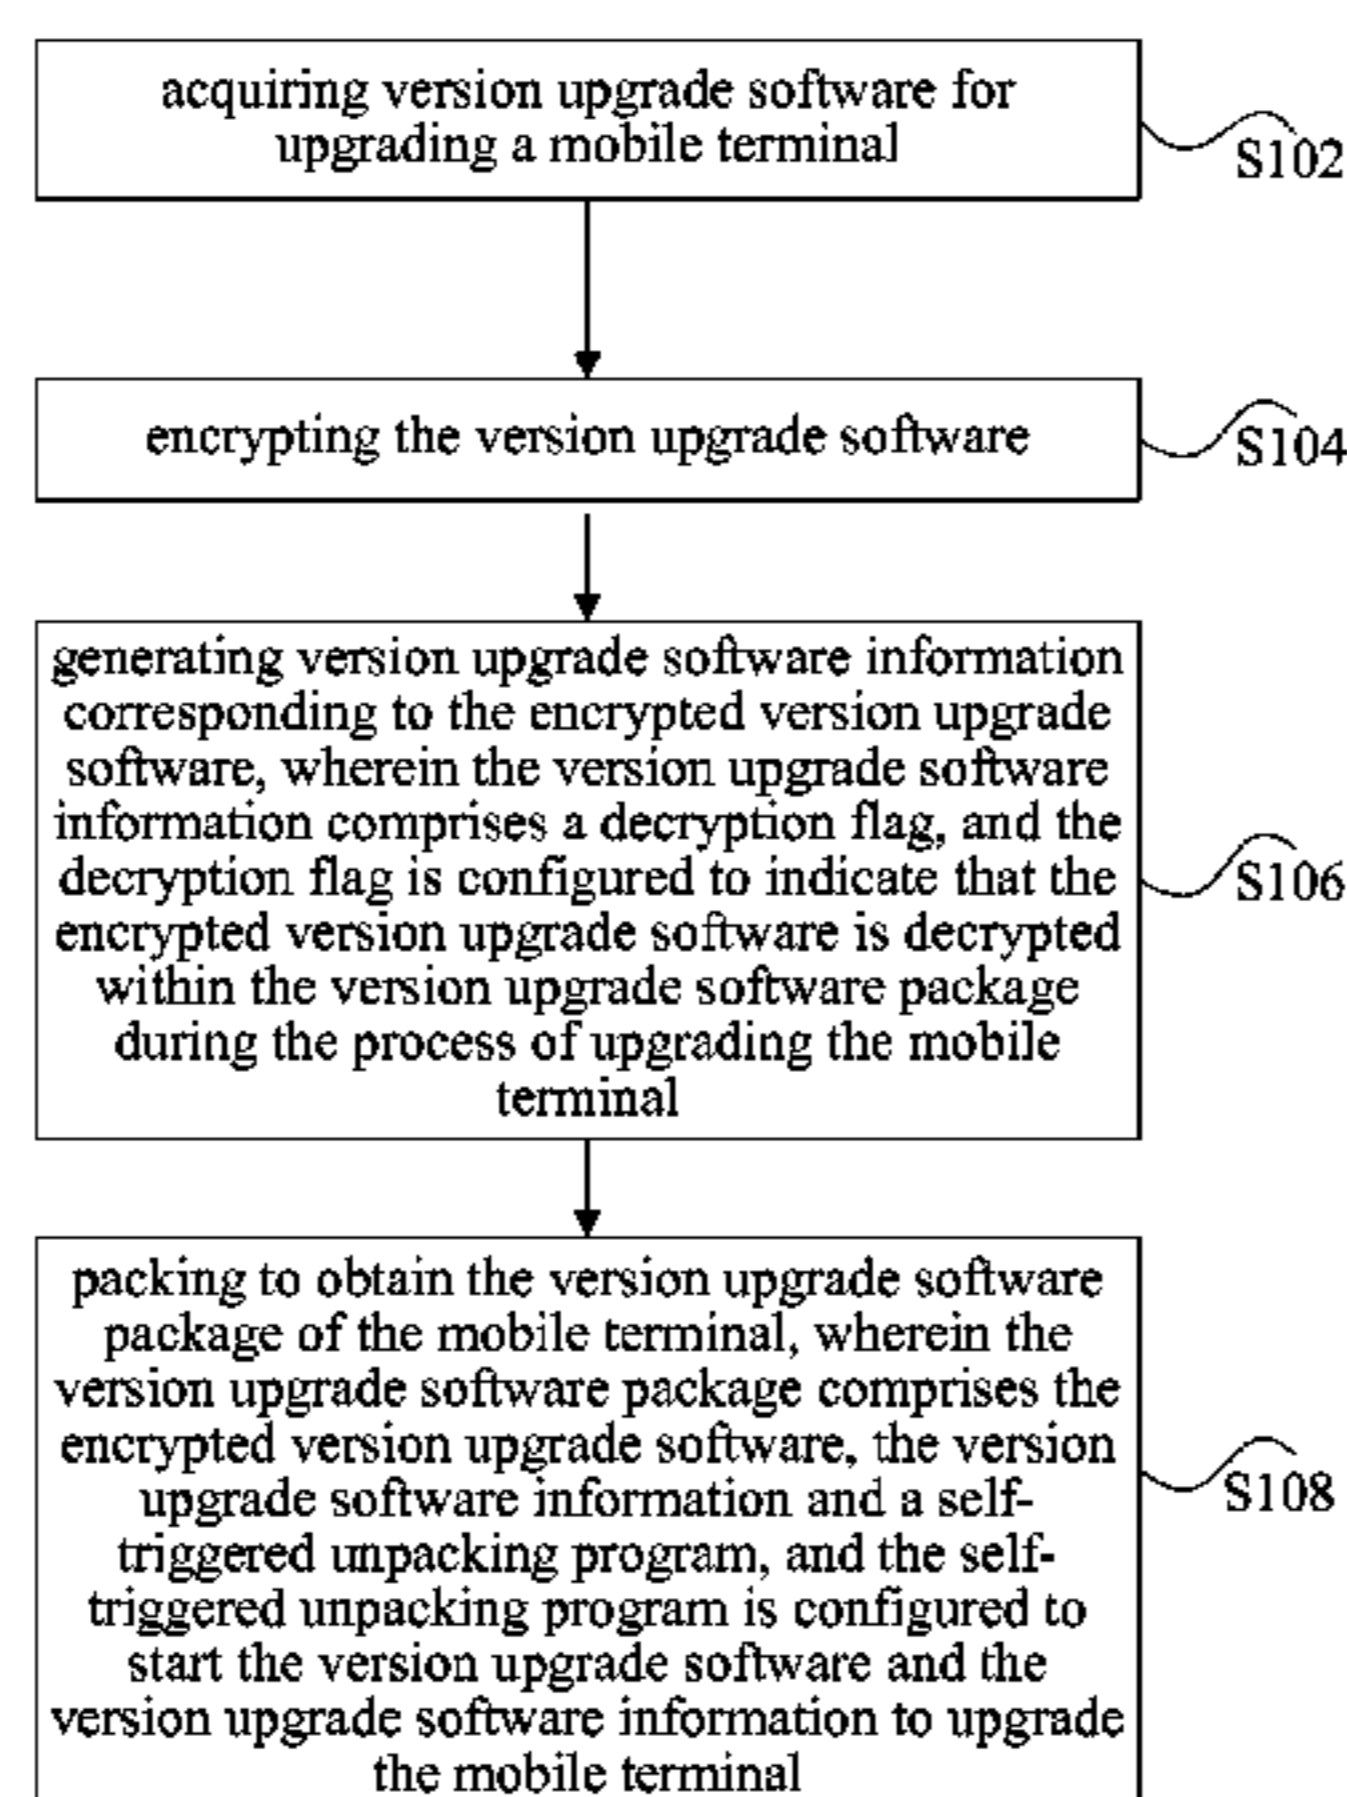 acquiring version upgrade software for
upgrading a mobile terminal
S102
encrypting the version upgrade software
S104
generating version upgrade software information
corresponding to the encrypted version upgrade
software, wherein the version upgrade software
information comprises a decryption flag, and the
decryption flag is configured to indicate that the
encrypted version upgrade software is decrypted
within the version upgrade software package
during the process of upgrading the mobile
terminal
S106
packing to obtain the version upgrade software
package of the mobile terminal, wherein the
version upgrade software package comprises the
encrypted version upgrade software, the version
upgrade software information and a self-
triggered unpacking program, and the self-
triggered unpacking program is configured to
start the version upgrade software and the
version upgrade software information to upgrade
the mobile terminal
S108